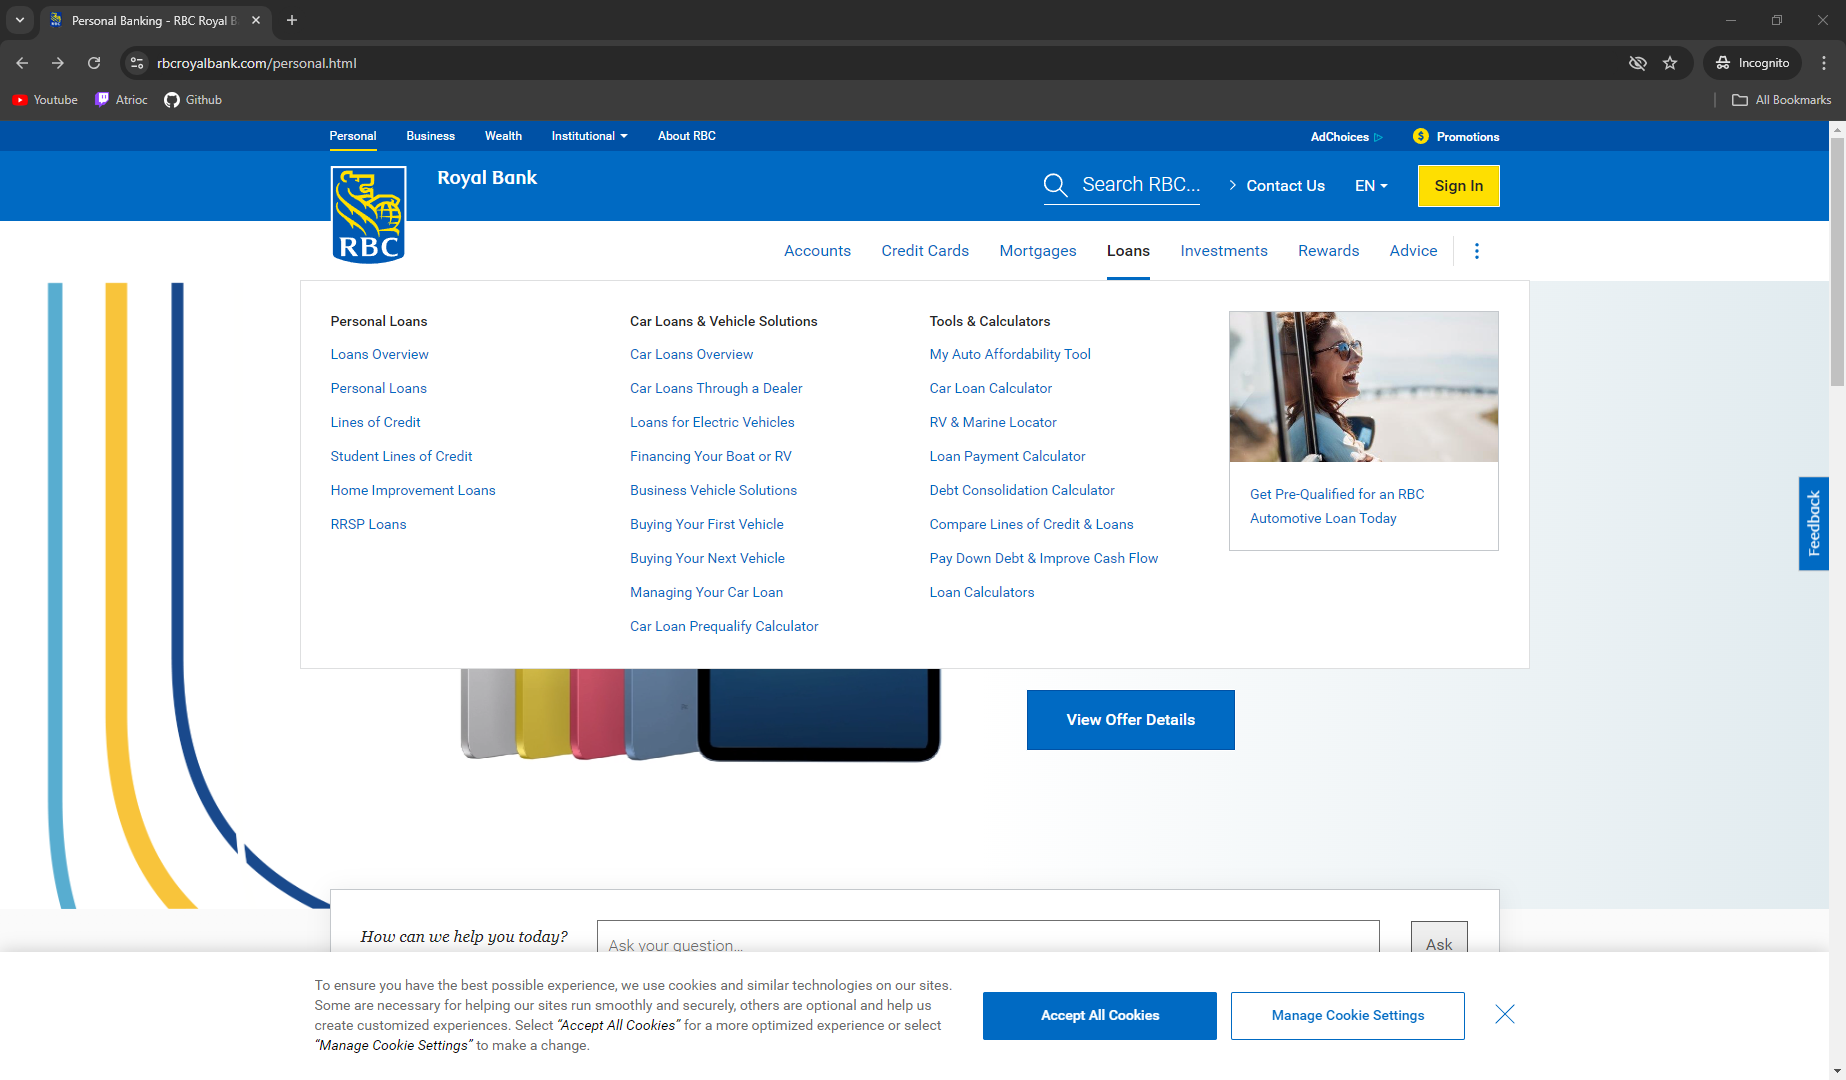 Personal Banking - RBC Royal B
rbcroyalbank.com/personal.html
Incognito
Youtube
Atrioc
Github
All Bookmarks
Personal
Business
Wealth
Institutional
About RBC
AdChoices
Promotions
RBC
Royal Bank
Search RBC...
Contact Us
EN
Sign In
Accounts
Credit Cards
Mortgages
Loans
Investments
Rewards
Advice
Personal Loans
Loans Overview
Personal Loans
Lines of Credit
Student Lines of Credit
Home Improvement Loans
RRSP Loans
Car Loans & Vehicle Solutions
Car Loans Overview
Car Loans Through a Dealer
Loans for Electric Vehicles
Financing Your Boat or RV
Business Vehicle Solutions
Buying Your First Vehicle
Buying Your Next Vehicle
Managing Your Car Loan
Car Loan Prequalify Calculator
Tools & Calculators
My Auto Affordability Tool
Car Loan Calculator
RV & Marine Locator
Loan Payment Calculator
Debt Consolidation Calculator
Compare Lines of Credit & Loans
Pay Down Debt & Improve Cash Flow
Loan Calculators
Get Pre-Qualified for an RBC
Automotive Loan Today
Feedback
View Offer Details
How can we help you today?
Ask your question...
Ask
To ensure you have the best possible experience, we use cookies and similar technologies on our sites.
Some are necessary for helping our sites run smoothly and securely, others are optional and help us
create customized experiences. Select “Accept All Cookies” for a more optimized experience or select
“Manage Cookie Settings” to make a change.
Accept All Cookies
Manage Cookie Settings